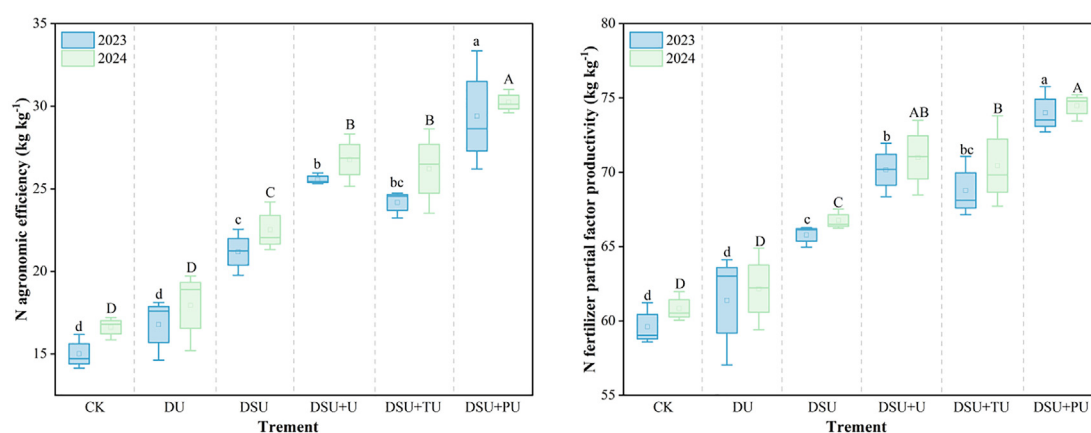 35
30
25
20
15
N agronomic efficiency (kg kg⁻¹)
2023
2024
d
D
d
D
c
C
b
B
bc
B
a
A
CK
DU
DSU
DSU+U
DSU+TU
DSU+PU
Trement
80
75
70
65
60
55
N fertilizer partial factor productivity (kg kg⁻¹)
2023
2024
d
D
d
D
c
C
b
AB
bc
B
a
A
CK
DU
DSU
DSU+U
DSU+TU
DSU+PU
Trement